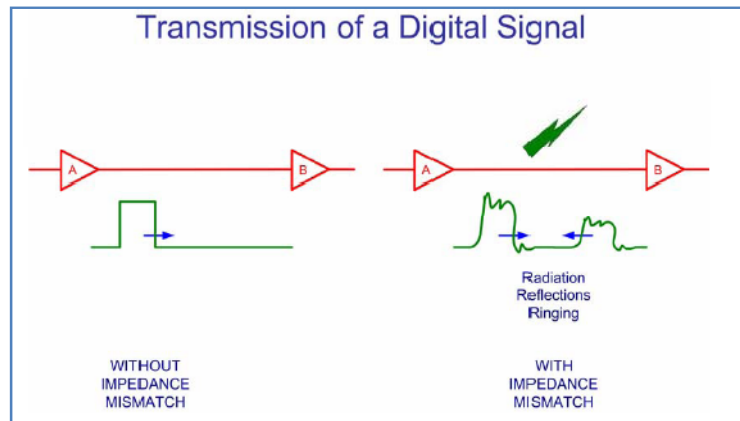 Transmission of a Digital Signal
A
B
A
B
Radiation
Reflections
Ringing
WITHOUT
IMPEDANCE
MISMATCH
WITH
IMPEDANCE
MISMATCH